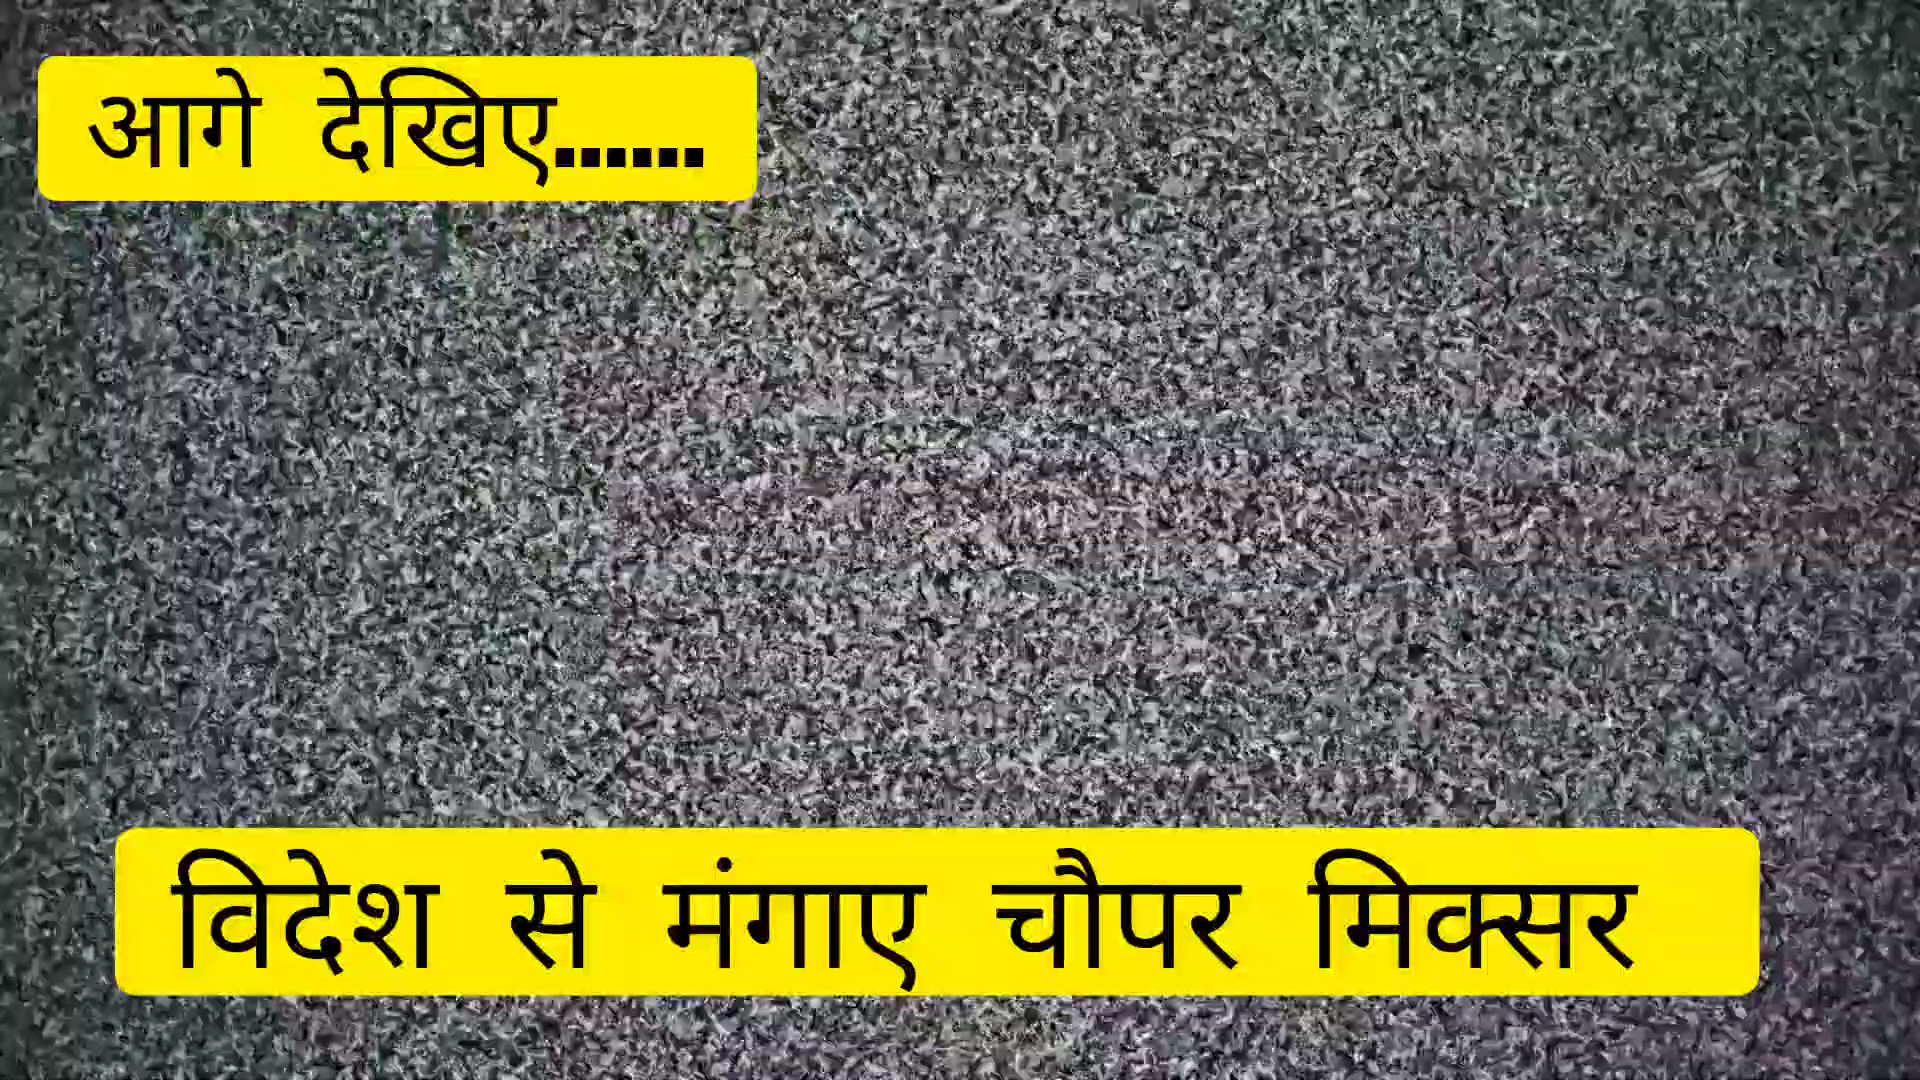 आगे देखिए......
विदेश से मंगाए चौपर मिक्सर